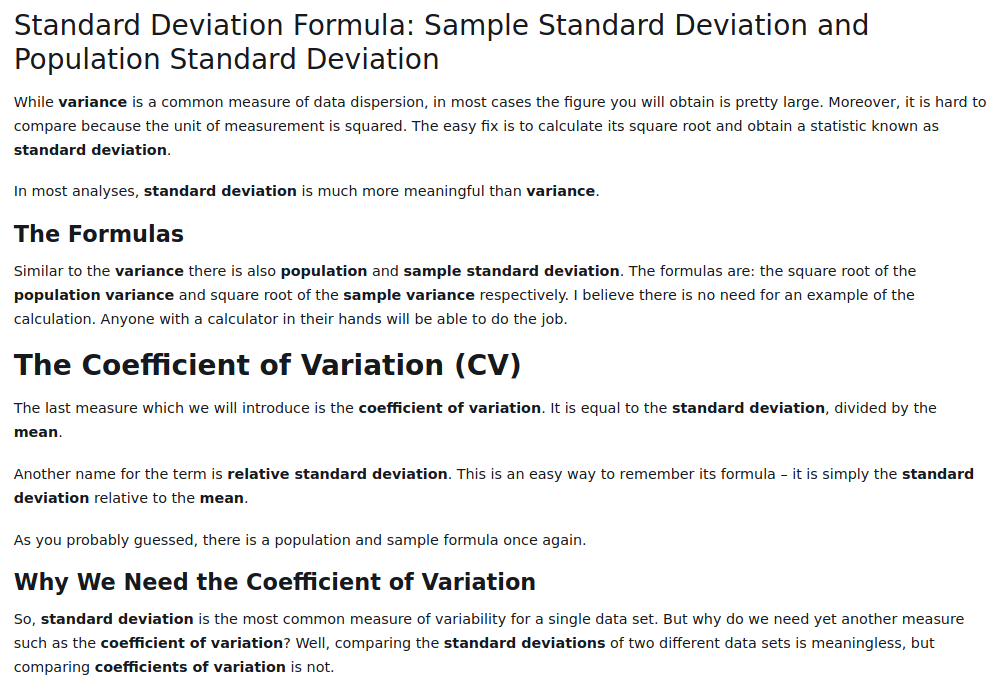 Standard Deviation Formula: Sample Standard Deviation and
Population Standard Deviation
While variance is a common measure of data dispersion, in most cases the figure you will obtain is pretty large. Moreover, it is hard to
compare because the unit of measurement is squared. The easy fix is to calculate its square root and obtain a statistic known as
standard deviation.
In most analyses, standard deviation is much more meaningful than variance.
The Formulas
Similar to the variance there is also population and sample standard deviation. The formulas are: the square root of the
population variance and square root of the sample variance respectively. I believe there is no need for an example of the
calculation. Anyone with a calculator in their hands will be able to do the job.
The Coefficient of Variation (CV)
The last measure which we will introduce is the coefficient of variation. It is equal to the standard deviation, divided by the
mean.
Another name for the term is relative standard deviation. This is an easy way to remember its formula – it is simply the standard
deviation relative to the mean.
As you probably guessed, there is a population and sample formula once again.
Why We Need the Coefficient of Variation
So, standard deviation is the most common measure of variability for a single data set. But why do we need yet another measure
such as the coefficient of variation? Well, comparing the standard deviations of two different data sets is meaningless, but
comparing coefficients of variation is not.